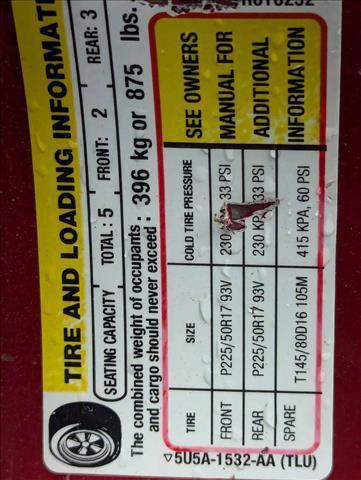 TIRE AND LOADING INFORMATI
SEATING CAPACITY TOTAL: 5 FRONT: 2 REAR: 3
The combined weight of occupants
and cargo should never exceed: 396 kg or 875 lbs.
TIRE SIZE COLD TIRE PRESSURE
FRONT P225/50R17 93V 230 33 PSI
REAR P225/50R17 93V 230 KP 33 PSI
SPARE T145/80D16 105M 415 KPA, 60 PSI
SEE OWNERS
MANUAL FOR
ADDITIONAL
INFORMATION
5U5A-1532-AA (TLU)